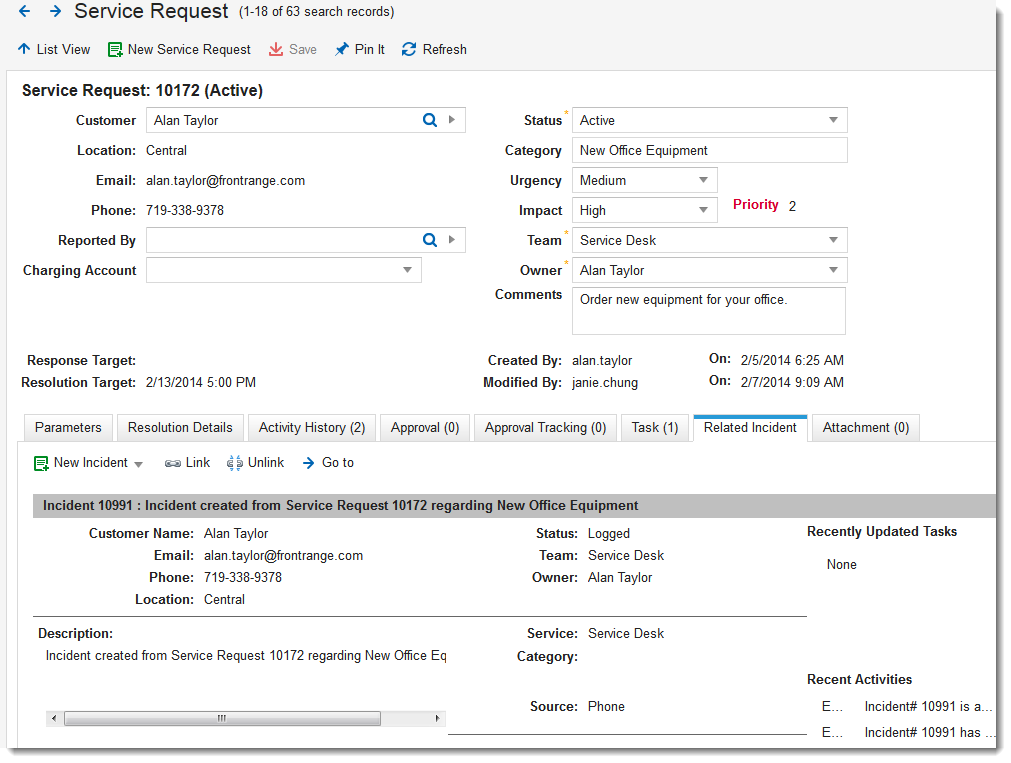 Service Request (1-18 of 63 search records)
List View New Service Request Save Pin It Refresh
Service Request: 10172 (Active)
Customer Alan Taylor
Location: Central
Email: alan.taylor@frontrange.com
Phone: 719-338-9378
Reported By
Charging Account
Status* Active
Category New Office Equipment
Urgency Medium
Impact High Priority 2
Team* Service Desk
Owner* Alan Taylor
Comments Order new equipment for your office.
Response Target:
Resolution Target: 2/13/2014 5:00 PM
Created By: alan.taylor On: 2/5/2014 6:25 AM
Modified By: janie.chung On: 2/7/2014 9:09 AM
Parameters Resolution Details Activity History (2) Approval (0) Approval Tracking (0) Task (1) Related Incident Attachment (0)
New Incident Link Unlink Go to
Incident 10991 : Incident created from Service Request 10172 regarding New Office Equipment
Customer Name: Alan Taylor
Email: alan.taylor@frontrange.com
Phone: 719-338-9378
Location: Central
Status: Logged
Team: Service Desk
Owner: Alan Taylor
Recently Updated Tasks
None
Description:
Incident created from Service Request 10172 regarding New Office Eq
Service: Service Desk
Category:
Source: Phone
Recent Activities
E... Incident# 10991 is a...
E... Incident# 10991 has ...